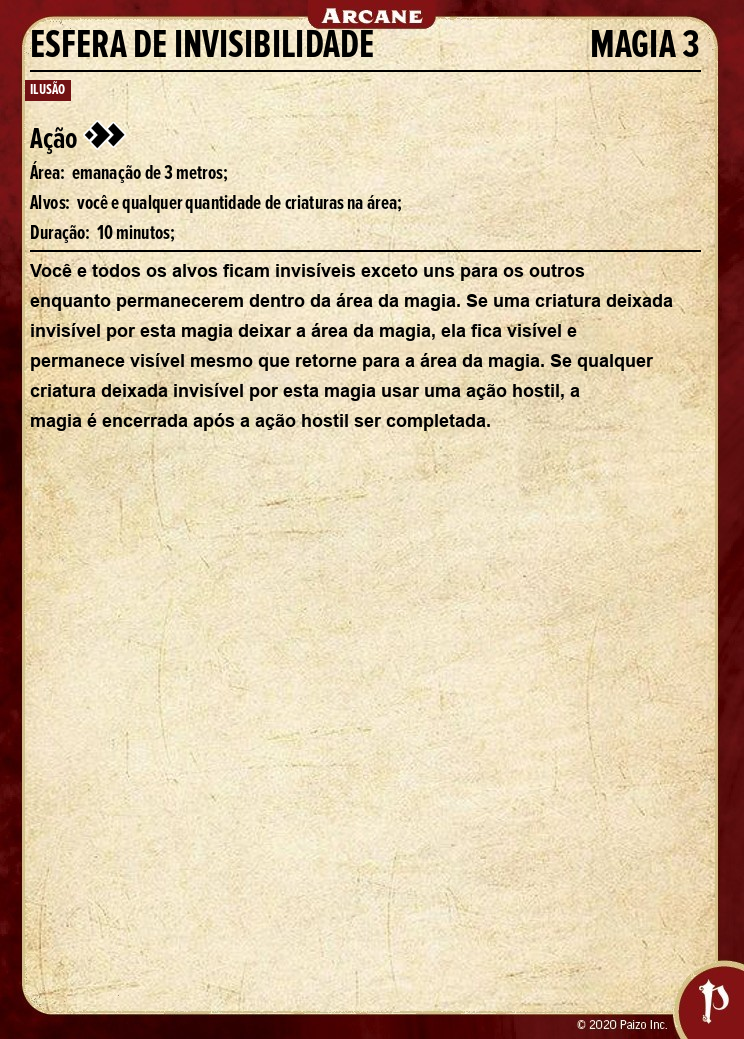 ARCANE
ESFERA DE INVISIBILIDADE MAGIA 3
ILUSÃO
Ação
Área: emanação de 3 metros;
Alvos: você e qualquer quantidade de criaturas na área;
Duração: 10 minutos;
Você e todos os alvos ficam invisíveis exceto uns para os outros
enquanto permanecerem dentro da área da magia. Se uma criatura deixada
invisível por esta magia deixar a área da magia, ela fica visível e
permanece visível mesmo que retorne para a área da magia. Se qualquer
criatura deixada invisível por esta magia usar uma ação hostil, a
magia é encerrada após a ação hostil ser completada.
© 2020 Paizo Inc.
P